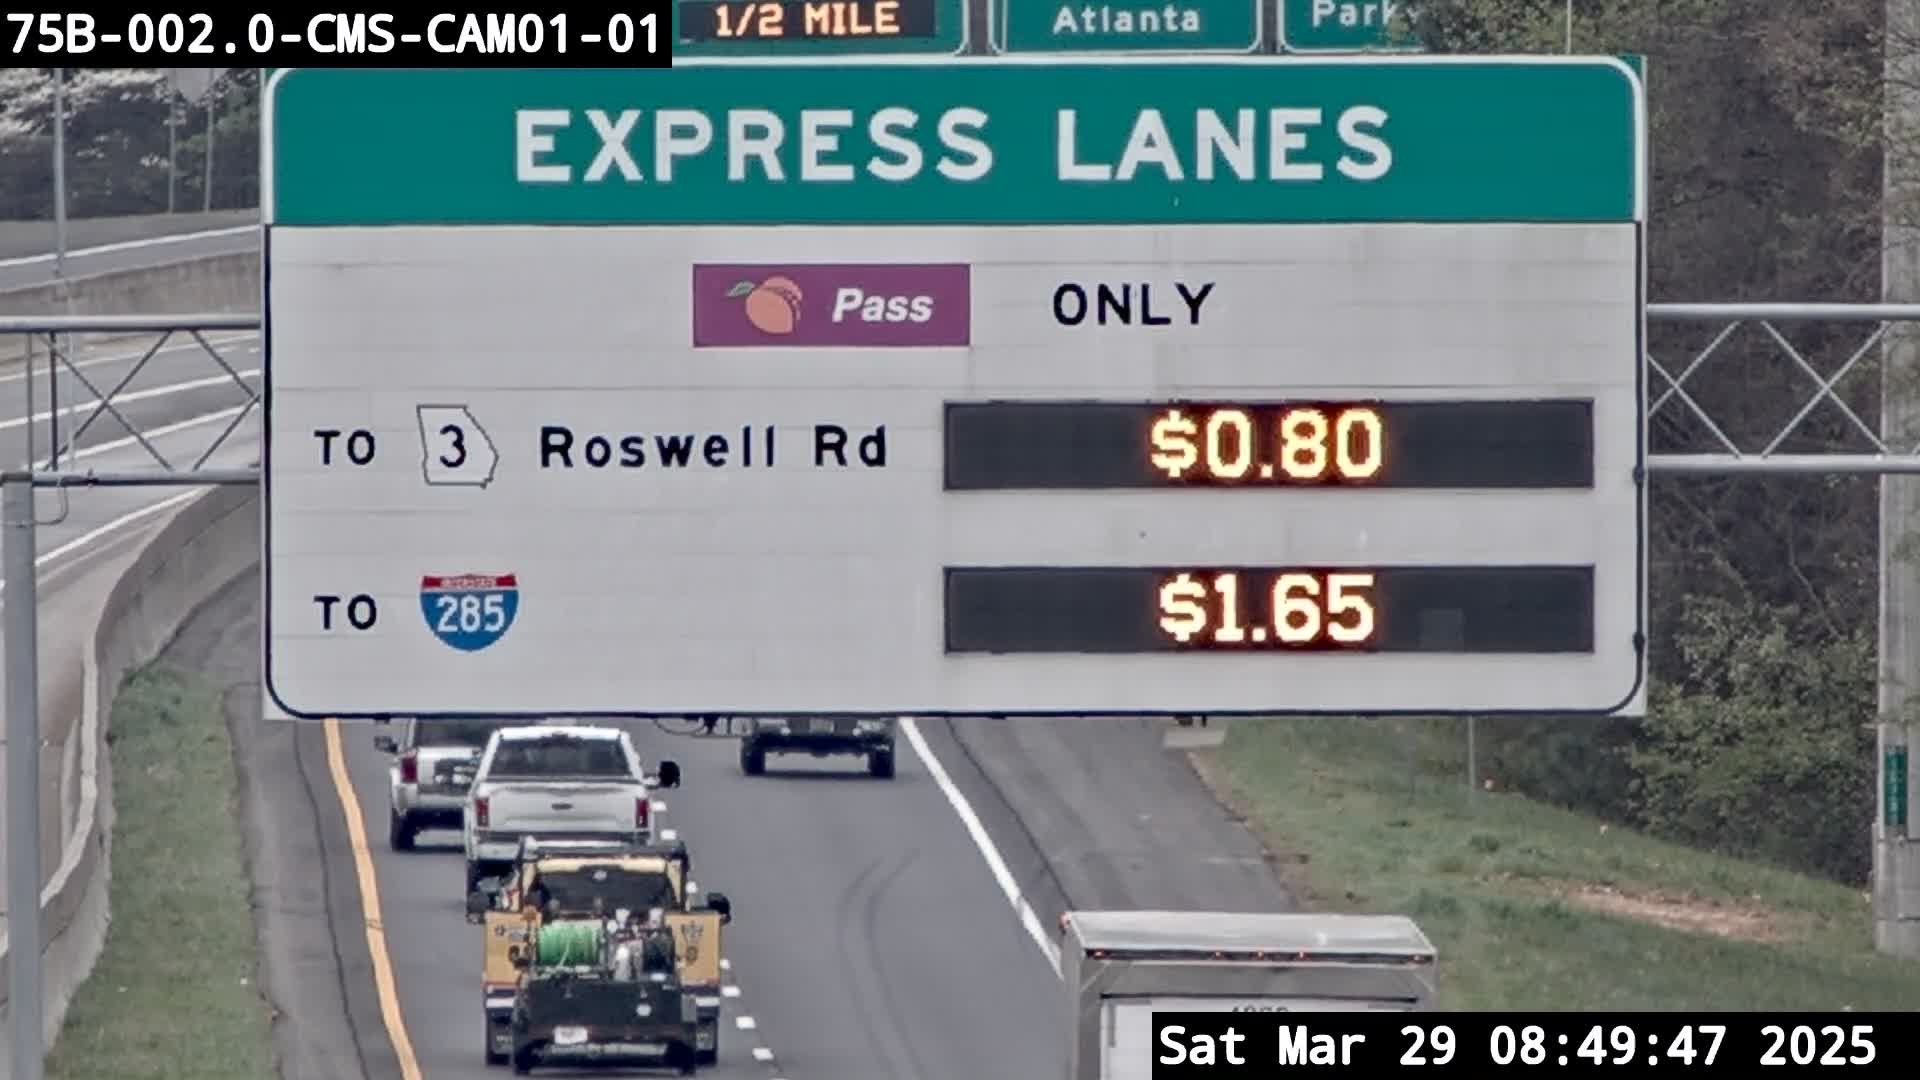 75B-002.0-CMS-CAM01-01
1/2 MILE
Atlanta
EXPRESS LANES
Pass ONLY
TO 3 Roswell Rd $0.80
TO 285 $1.65
Sat Mar 29 08:49:47 2025